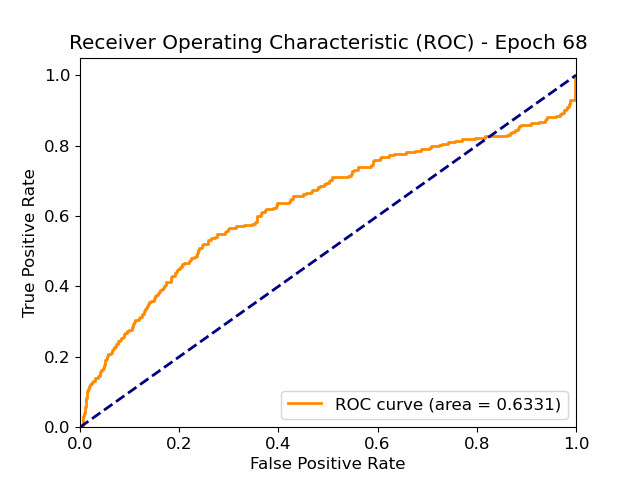 Receiver Operating Characteristic (ROC) - Epoch 68
True Positive Rate
1.0
0.8
0.6
0.4
0.2
0.0
0.0 0.2 0.4 0.6 0.8 1.0
False Positive Rate
ROC curve (area = 0.6331)